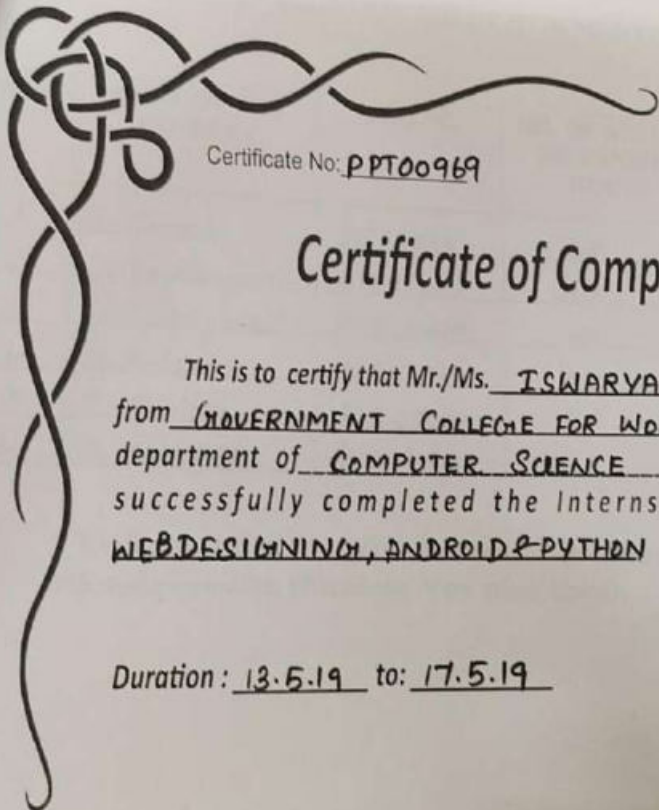 Certificate No: PPT00969
Certificate of Comp
This is to certify that Mr./Ms. ISWARYA
from GOVERNMENT COLLEGE FOR WO
department of COMPUTER SCIENCE
successfully completed the Interns
WEBDESIGNING, ANDROID & PYTHON
Duration : 13.5.19 to: 17.5.19